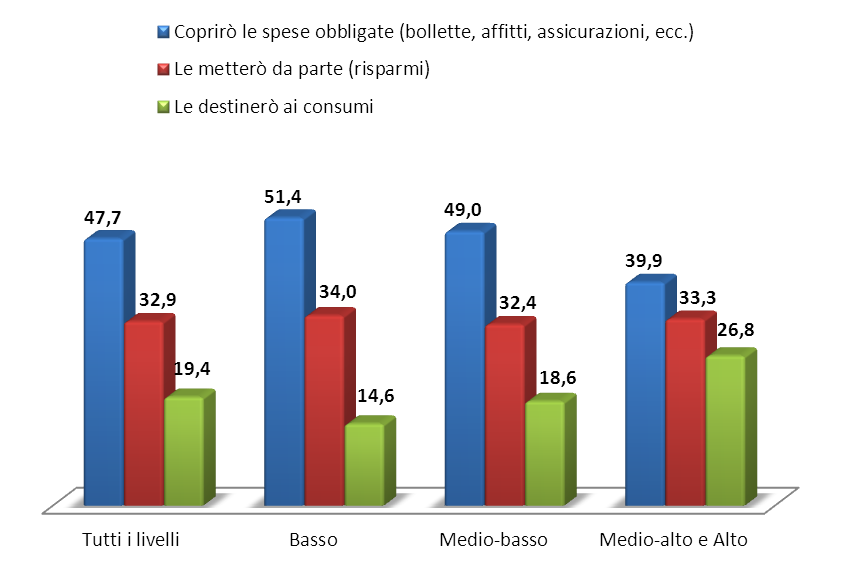 Coprirò le spese obbligate (bollette, affitti, assicurazioni, ecc.)
Le metterò da parte (risparmi)
Le destinerò ai consumi
47,7
32,9
19,4
51,4
34,0
14,6
49,0
32,4
18,6
39,9
33,3
26,8
Tutti i livelli
Basso
Medio-basso
Medio-alto e Alto